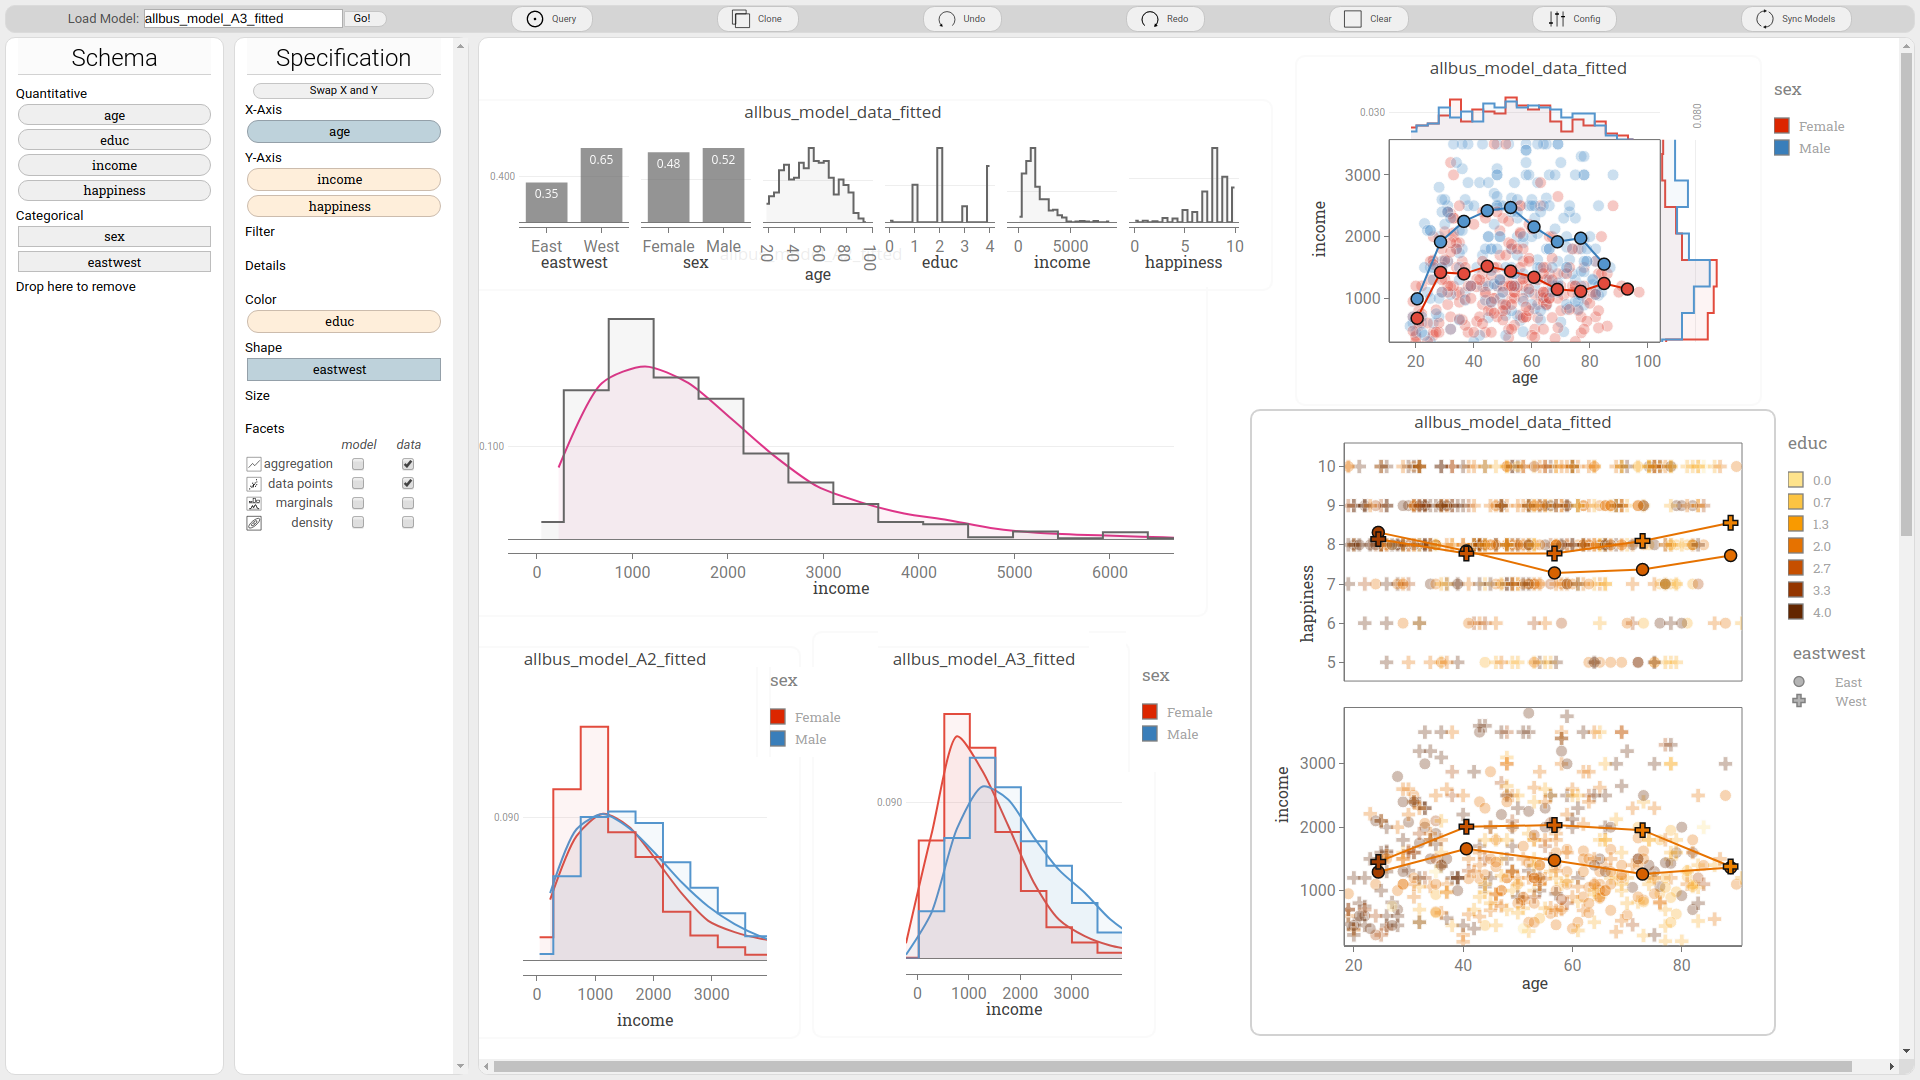 Load Model: allbus_model_A3_fitted Go! Query Clone Undo Redo Clear Config Sync Models
Schema
Quantitative
age
educ
income
happiness
Categorical
sex
eastwest
Drop here to remove
Specification
Swap X and Y
X-Axis
age
Y-Axis
income
happiness
Filter
Details
Color
educ
Shape
eastwest
Size
Facets
model data
aggregation
data points
marginals
density
allbus_model_data_fitted
0.400
0.35 0.65 0.48 0.52
East West Female Male 20 40 60 80 100 0 1 2 3 4 0 5000 0 5 10
eastwest sex age educ income happiness
0.100
0 1000 2000 3000 4000 5000 6000
income
allbus_model_A2_fitted
sex
Female
Male
0.090
0 1000 2000 3000
income
allbus_model_A3_fitted
sex
Female
Male
0.090
0 1000 2000 3000
income
allbus_model_data_fitted
0.030 0.080
sex
Female
Male
income
3000
2000
1000
20 40 60 80 100
age
allbus_model_data_fitted
happiness
10
9
8
7
6
5
income
3000
2000
1000
20 40 60 80
age
educ
0.0
0.7
1.3
2.0
2.7
3.3
4.0
eastwest
East
West